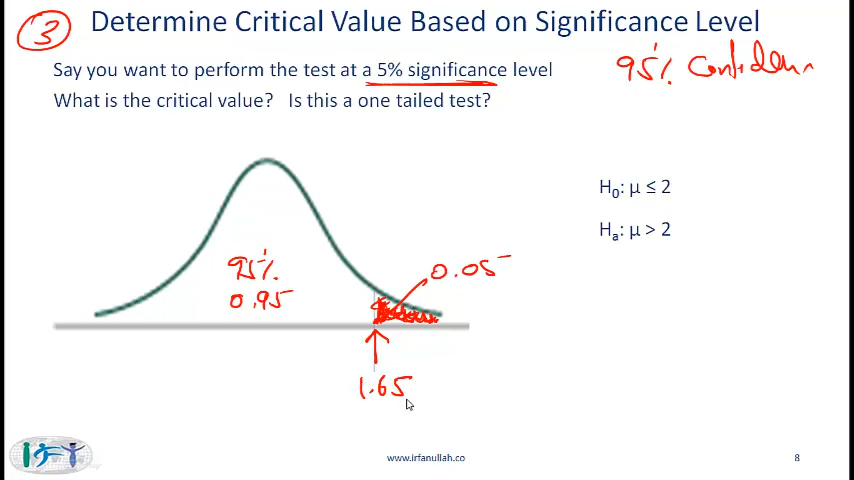 3 Determine Critical Value Based on Significance Level
Say you want to perform the test at a 5% significance level
95% Confidence
What is the critical value? Is this a one tailed test?
H₀: μ ≤ 2
Hₐ: μ > 2
95%
0.95
0.05
1.65
www.irfanullah.co
8